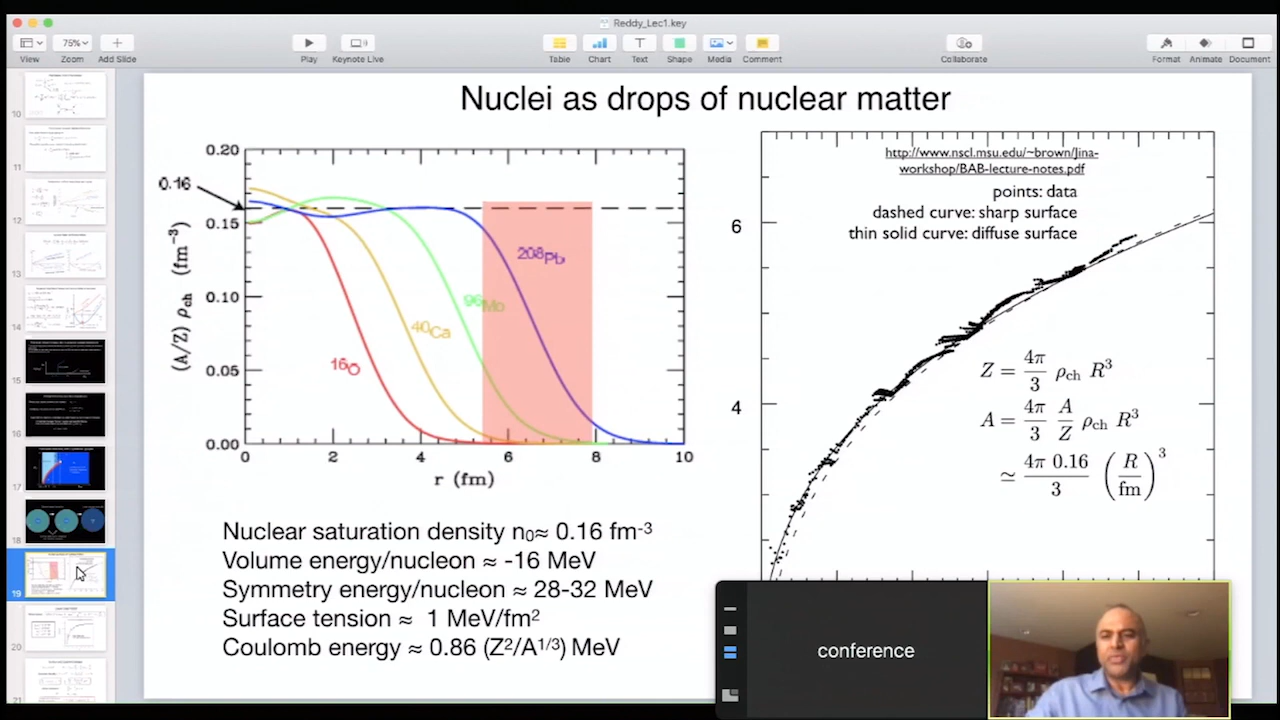 Reddy_Lec1.key
75%
View
Zoom
Add Slide
Play
Keynote Live
Table
Chart
Text
Shape
Media
Comment
Collaborate
Format
Animate
Document
10
11
12
13
14
15
16
17
18
19
20
21
Nuclei as drops of nuclear matter
0.20
0.16
0.15
0.10
0.05
0.00
(A/Z) ρch (fm⁻³)
208Pb
40Ca
16O
0 2 4 6 8 10
r (fm)
http://www.nscl.msu.edu/~brown/Jina-
workshop/BAB-lecture-notes.pdf
points: data
dashed curve: sharp surface
thin solid curve: diffuse surface
6
4
Z = 4π/3 ρch R³
A = 4π/3 A/Z ρch R³
≃ 4π 0.16/3 (R/fm)³
Nuclear saturation density n₀≈ 0.16 fm-3
Volume energy/nucleon ≈ -16 MeV
Symmetry energy/nucleon ≈ 28-32 MeV
Surface tension ≈ 1 MeV/fm²
Coulomb energy ≈ 0.86 (Z²/A¹/³) MeV
conference